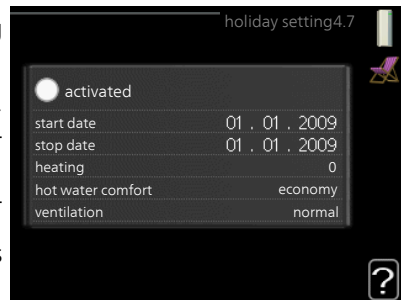 holiday setting4.7
activated
start date 01 . 01 . 2009
stop date 01 . 01 . 2009
heating 0
hot water comfort economy
ventilation normal
?